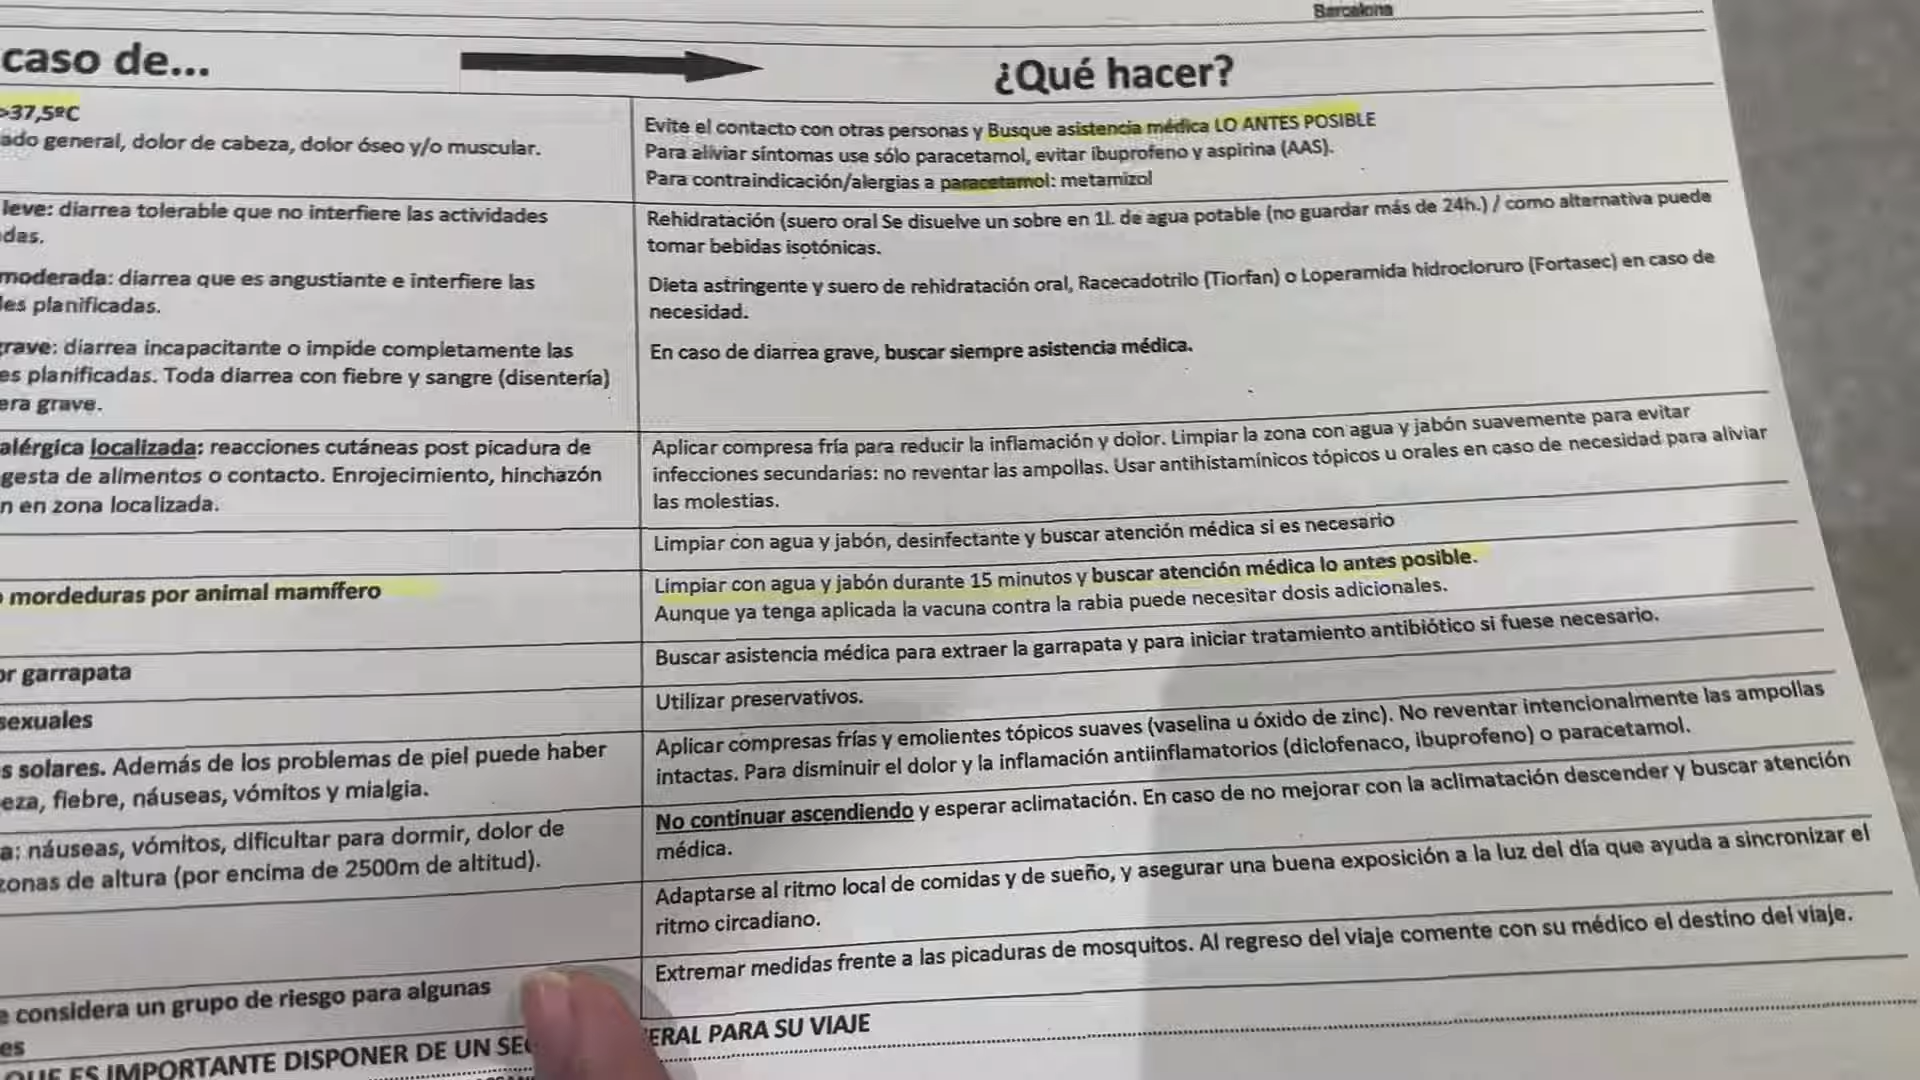 Barcelona
caso de...
¿Qué hacer?
>37,5ºC
ado general, dolor de cabeza, dolor óseo y/o muscular.
Evite el contacto con otras personas y Busque asistencia médica LO ANTES POSIBLE
Para aliviar síntomas use sólo paracetamol, evitar ibuprofeno y aspirina (AAS).
Para contraindicación/alergias a paracetamol: metamizol
leve: diarrea tolerable que no interfiere las actividades
das.
Rehidratación (suero oral Se disuelve un sobre en 1L. de agua potable (no guardar más de 24h.) / como alternativa puede
tomar bebidas isotónicas.
moderada: diarrea que es angustiante e interfiere las
des planificadas.
Dieta astringente y suero de rehidratación oral, Racecadotrilo (Tiorfan) o Loperamida hidrocloruro (Fortasec) en caso de
necesidad.
grave: diarrea incapacitante o impide completamente las
es planificadas. Toda diarrea con fiebre y sangre (disentería)
era grave.
En caso de diarrea grave, buscar siempre asistencia médica.
alérgica localizada: reacciones cutáneas post picadura de
gesta de alimentos o contacto. Enrojecimiento, hinchazón
n en zona localizada.
Aplicar compresa fría para reducir la inflamación y dolor. Limpiar la zona con agua y jabón suavemente para evitar
infecciones secundarias: no reventar las ampollas. Usar antihistamínicos tópicos u orales en caso de necesidad para aliviar
las molestias.
Limpiar con agua y jabón, desinfectante y buscar atención médica si es necesario
o mordeduras por animal mamífero
Limpiar con agua y jabón durante 15 minutos y buscar atención médica lo antes posible.
Aunque ya tenga aplicada la vacuna contra la rabia puede necesitar dosis adicionales.
or garrapata
Buscar asistencia médica para extraer la garrapata y para iniciar tratamiento antibiótico si fuese necesario.
sexuales
Utilizar preservativos.
s solares. Además de los problemas de piel puede haber
eza, fiebre, náuseas, vómitos y mialgia.
Aplicar compresas frías y emolientes tópicos suaves (vaselina u óxido de zinc). No reventar intencionalmente las ampollas
intactas. Para disminuir el dolor y la inflamación antiinflamatorios (diclofenaco, ibuprofeno) o paracetamol.
a: náuseas, vómitos, dificultar para dormir, dolor de
zonas de altura (por encima de 2500m de altitud).
No continuar ascendiendo y esperar aclimatación. En caso de no mejorar con la aclimatación descender y buscar atención
médica.
Adaptarse al ritmo local de comidas y de sueño, y asegurar una buena exposición a la luz del día que ayuda a sincronizar el
ritmo circadiano.
e considera un grupo de riesgo para algunas
es
Extremar medidas frente a las picaduras de mosquitos. Al regreso del viaje comente con su médico el destino del viaje.
QUE ES IMPORTANTE DISPONER DE UN SEG ERAL PARA SU VIAJE